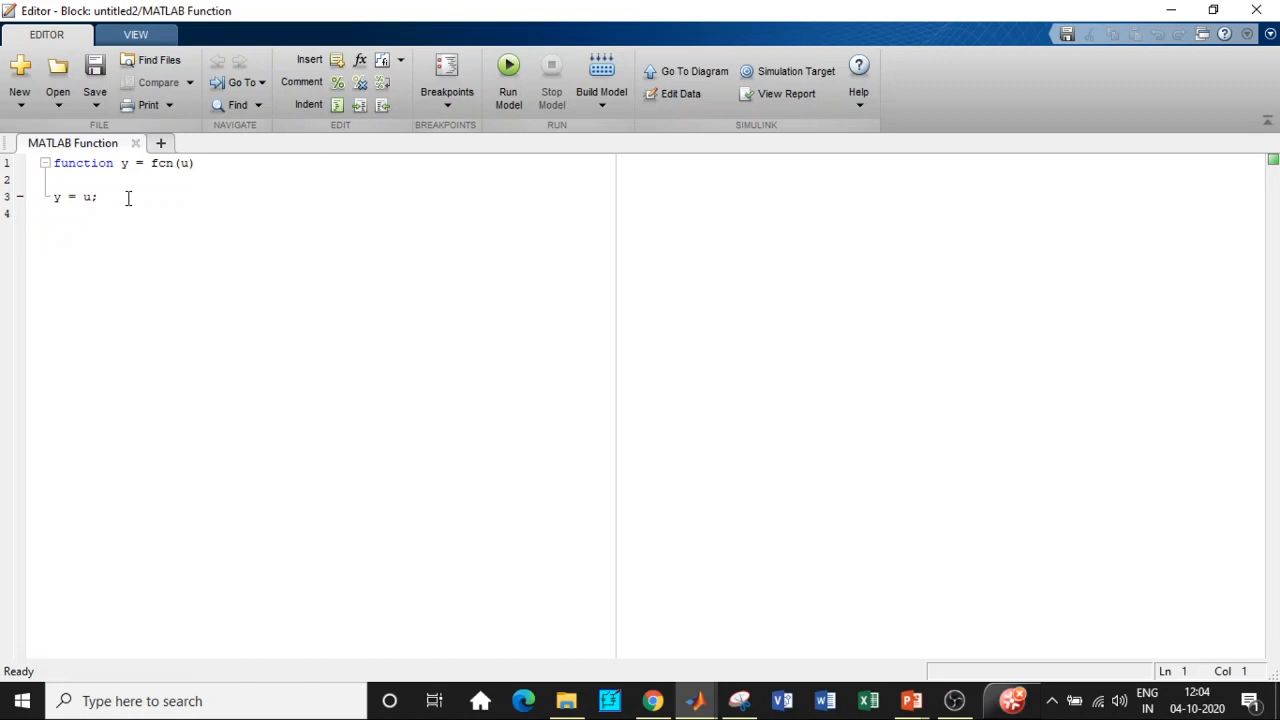 Editor - Block: untitled2/MATLAB Function
EDITOR VIEW
New Open Save Find Files Compare Print FILE
Go To Find NAVIGATE
Insert fx Comment Indent EDIT
Breakpoints BREAKPOINTS
Run Model Stop Model Build Model RUN
Go To Diagram Simulation Target Edit Data View Report Help SIMULINK
MATLAB Function
1 function y = fcn(u)
2
3 y = u;
4
Ready Ln 1 Col 1
Type here to search ENG IN 12:04 04-10-2020